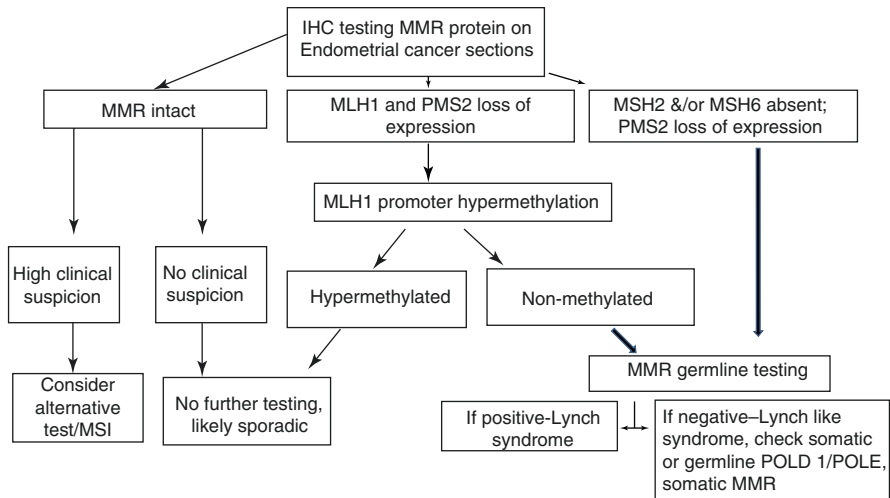 IHC testing MMR protein on
Endometrial cancer sections
MMR intact
MLH1 and PMS2 loss of
expression
MSH2 &/or MSH6 absent;
PMS2 loss of expression
MLH1 promoter hypermethylation
High clinical
suspicion
No clinical
suspicion
Hypermethylated
Non-methylated
Consider
alternative
test/MSI
No further testing,
likely sporadic
MMR germline testing
If positive-Lynch
syndrome
If negative–Lynch like
syndrome, check somatic
or germline POLD 1/POLE,
somatic MMR